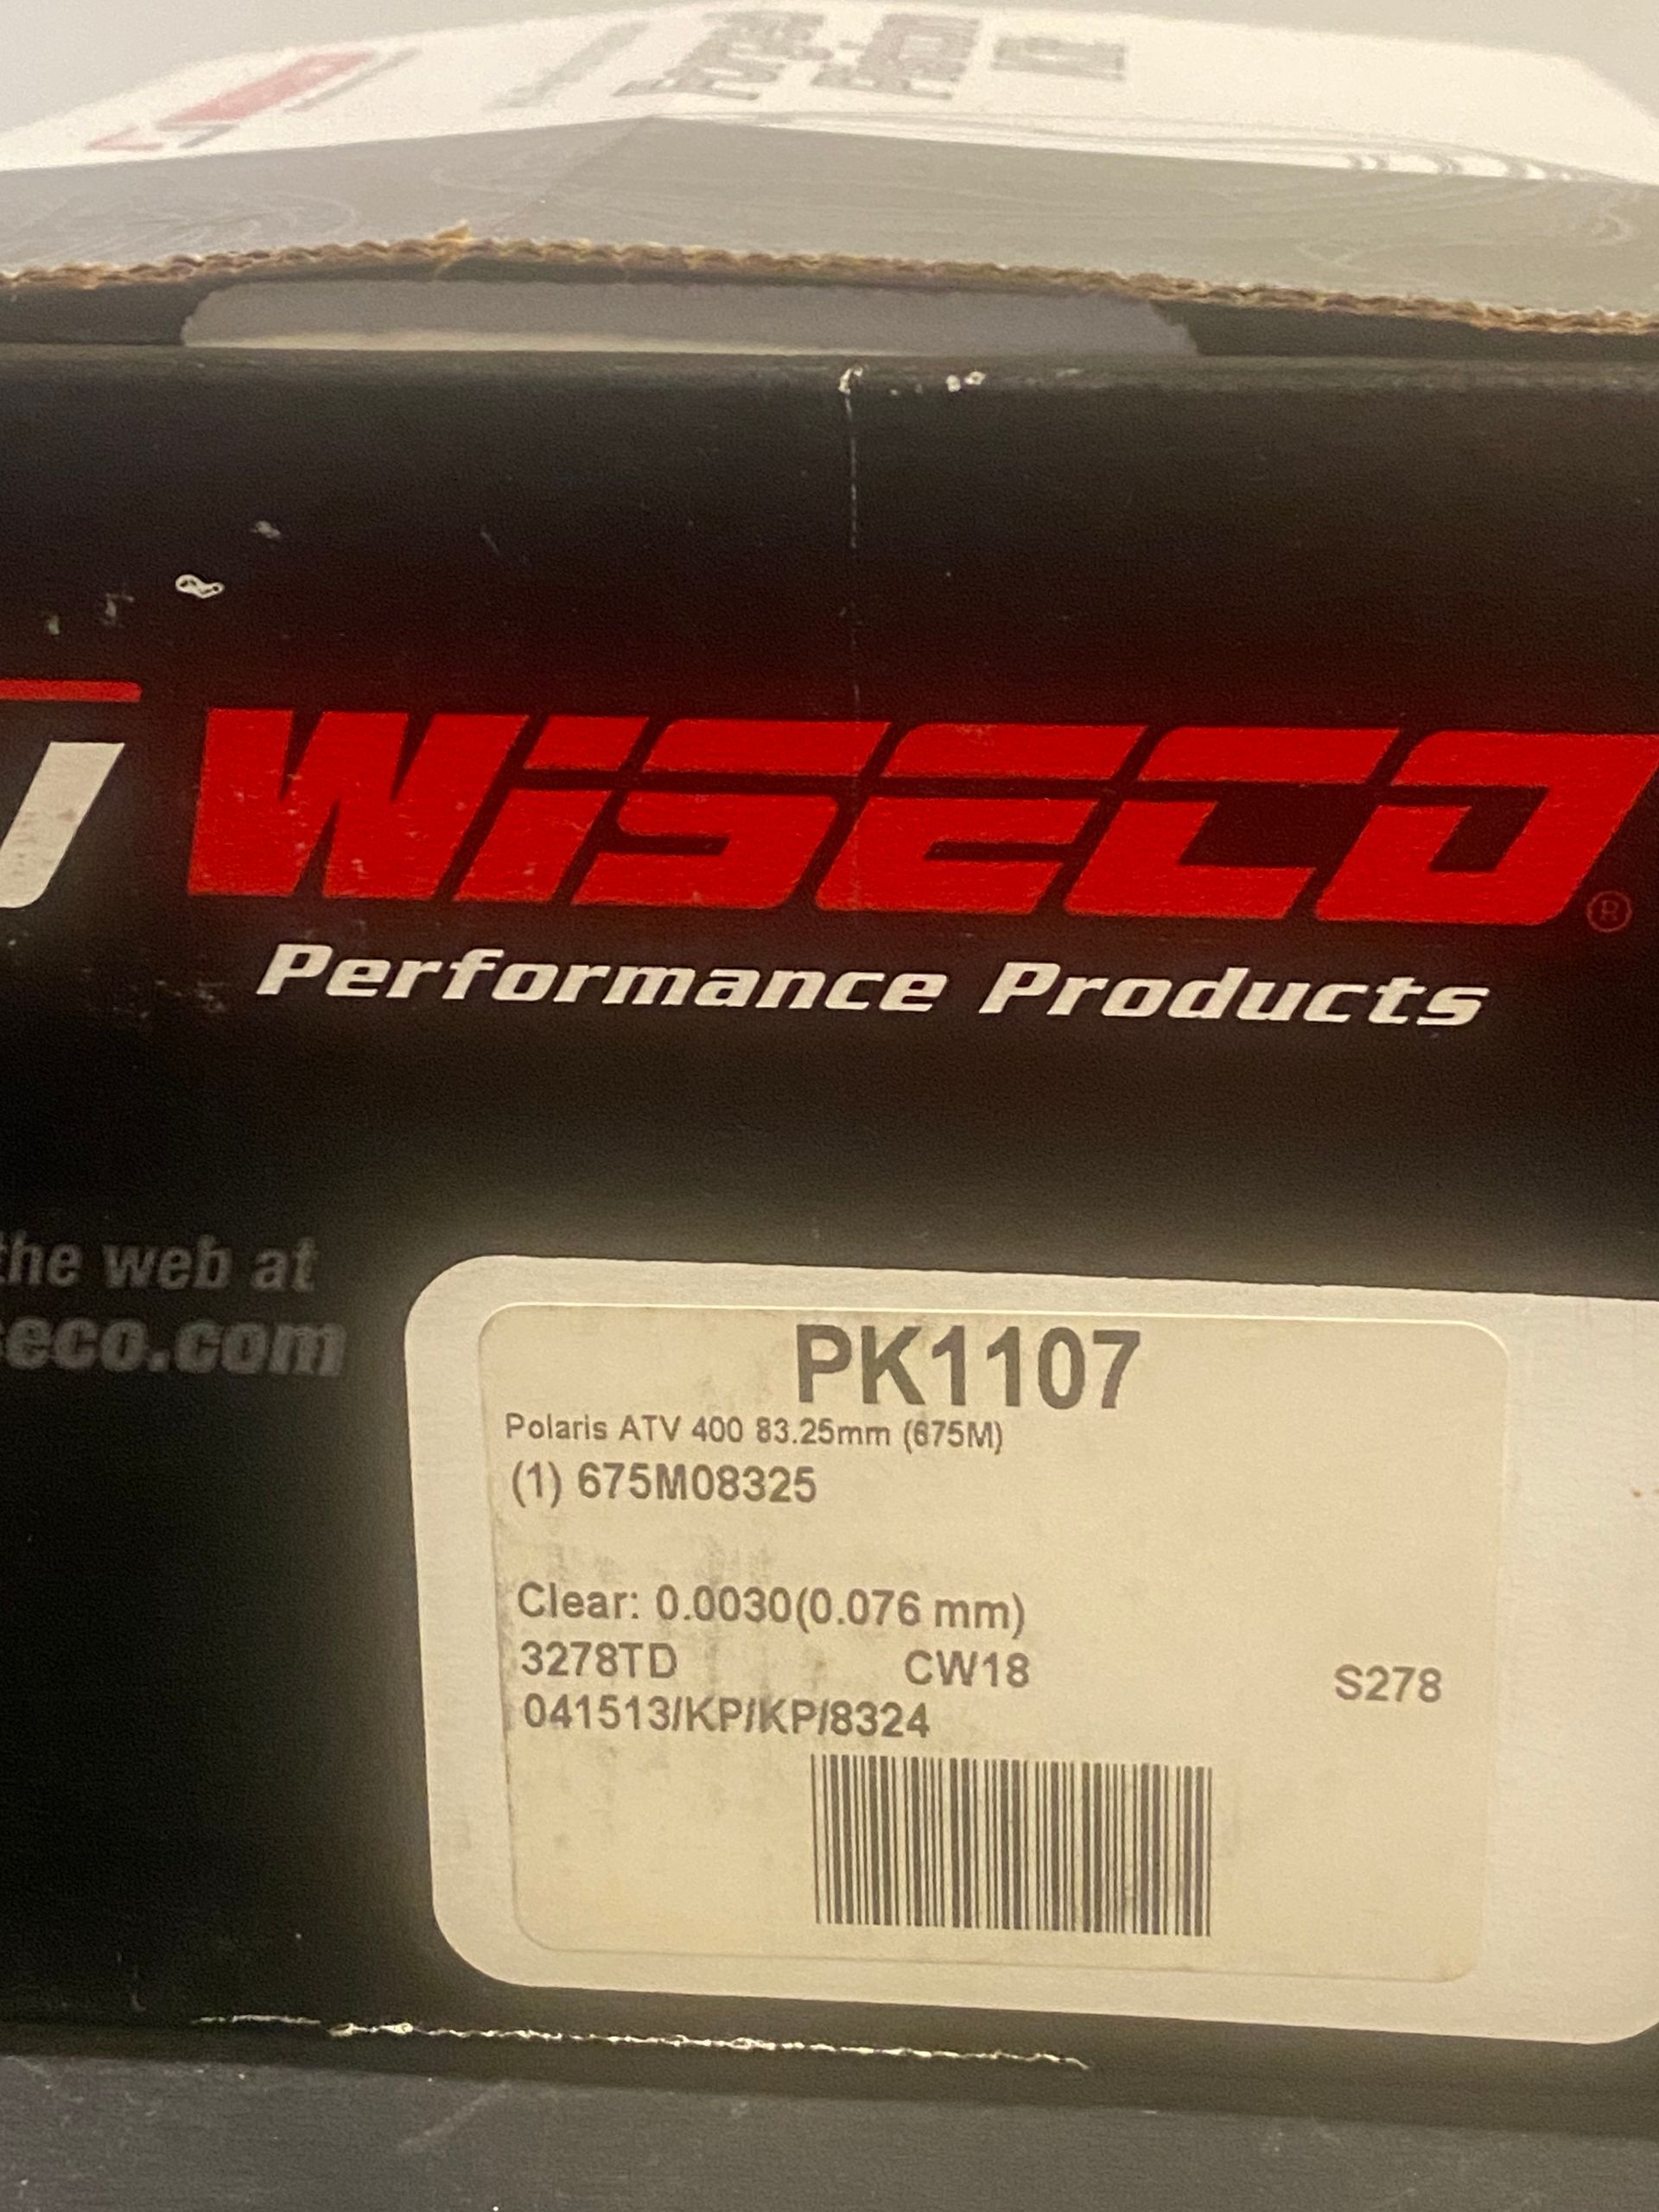 WISECO®
Performance Products
the web at
seco.com
PK1107
Polaris ATV 400 83.25mm (675M)
(1) 675M08325
Clear: 0.0030(0.076 mm)
3278TD CW18 S278
041513/KP/KP/8324